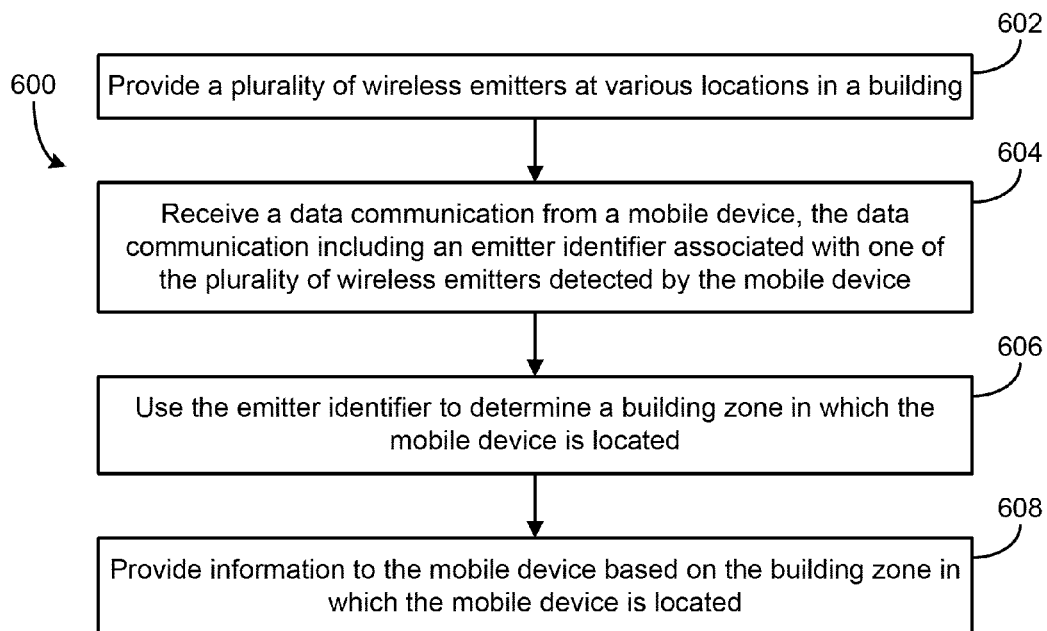 602
600
Provide a plurality of wireless emitters at various locations in a building
604
Receive a data communication from a mobile device, the data
communication including an emitter identifier associated with one of
the plurality of wireless emitters detected by the mobile device
606
Use the emitter identifier to determine a building zone in which the
mobile device is located
608
Provide information to the mobile device based on the building zone in
which the mobile device is located